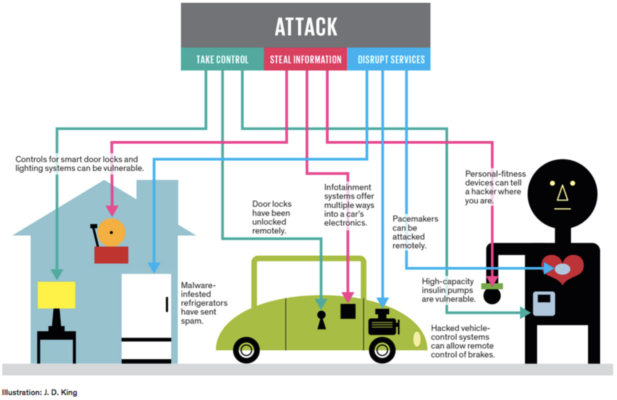 ATTACK
TAKE CONTROL
STEAL INFORMATION
DISRUPT SERVICES
Controls for smart door locks and
lighting systems can be vulnerable.
Door locks
have been
unlocked
remotely.
Infotainment
systems offer
multiple ways
into a car's
electronics.
Pacemakers
can be
attacked
remotely.
Personal-fitness
devices can tell
a hacker where
you are.
Malware-
infested
refrigerators
have sent
spam.
High-capacity
insulin pumps
are vulnerable.
Hacked vehicle-
control systems
can allow remote
control of brakes.
Illustration: J. D. King